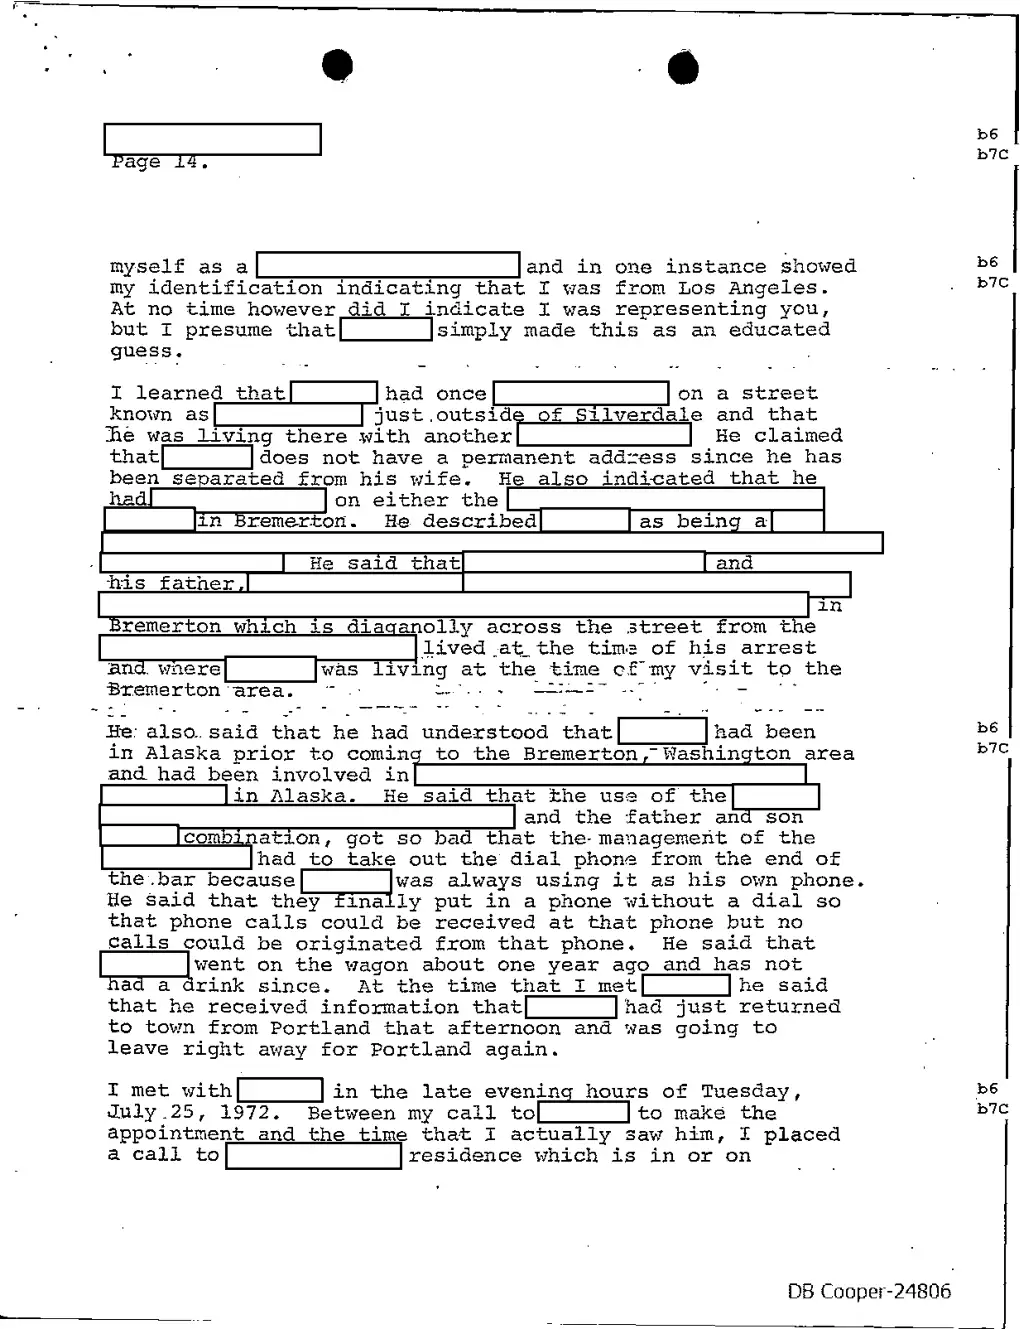 b6
b7C
Page 14.
myself as a and in one instance showed
b6
my identification indicating that I was from Los Angeles.
b7C
At no time however did I indicate I was representing you,
but I presume that simply made this as an educated
guess.
I learned that had once on a street
known as just outside of Silverdale and that
he was living there with another He claimed
that does not have a permanent address since he has
been separated from his wife. He also indicated that he
had on either the
in Bremerton. He described as being a
He said that and
his father,
in
Bremerton which is diaganolly across the street from the
lived at the time of his arrest
and where was living at the time of my visit to the
Bremerton area.
He also said that he had understood that had been
b6
in Alaska prior to coming to the Bremerton, Washington area
b7C
and had been involved in
in Alaska. He said that the use of the
and the father and son
combination, got so bad that the management of the
had to take out the dial phone from the end of
the bar because was always using it as his own phone.
He said that they finally put in a phone without a dial so
that phone calls could be received at that phone but no
calls could be originated from that phone. He said that
went on the wagon about one year ago and has not
had a drink since. At the time that I met he said
that he received information that had just returned
to town from Portland that afternoon and was going to
leave right away for Portland again.
I met with in the late evening hours of Tuesday,
b6
July 25, 1972. Between my call to to make the
b7C
appointment and the time that I actually saw him, I placed
a call to residence which is in or on
DB Cooper-24806